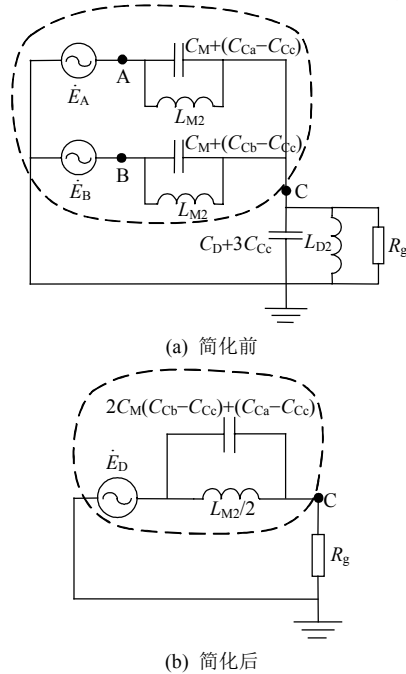 C_M+(C_Ca−C_Cc)
A
Ė_A
L_M2
C_M+(C_Cb−C_Cc)
B
Ė_B
L_M2
C
C_D+3C_Cc
L_D2
R_g
(a) 简化前
2C_M(C_Cb−C_Cc)+(C_Ca−C_Cc)
Ė_D
L_M2/2
C
R_g
(b) 简化后